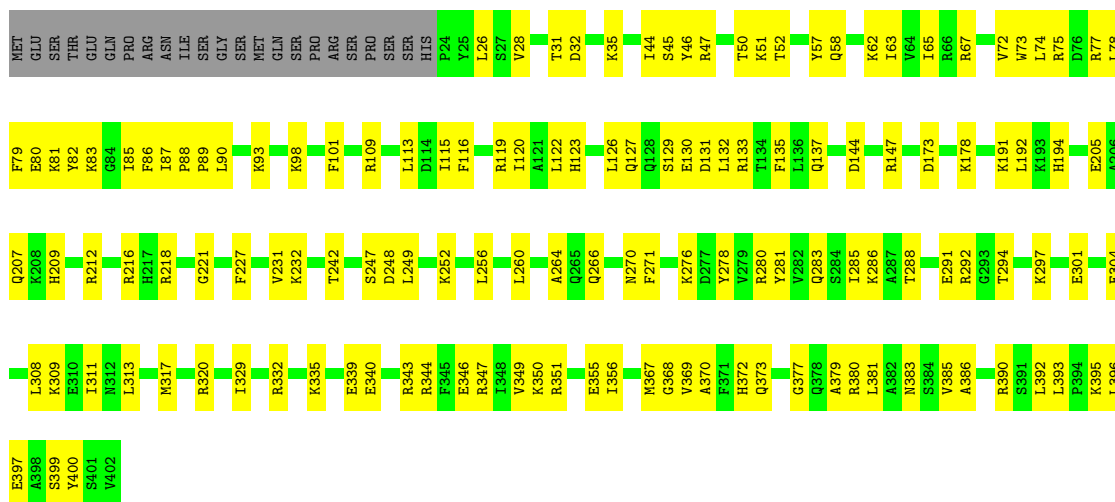 MET GLU SER THR GLU GLN PRO ARG ASN ILE SER GLY SER MET GLN SER PRO ARG SER PRO SER SER HIS P24 Y25 L26 S27 V28 T31 D32 K35 I44 S45 Y46 R47 T50 K51 T52 Y57 Q58 K62 I63 V64 I65 R66 R67 V72 W73 L74 R75 D76 R77 L78
F79 E80 K81 Y82 K83 G84 I85 F86 I87 P88 P89 L90 K93 K98 F101 R109 L113 D114 I115 F116 R119 I120 A121 L122 H123 L126 Q127 Q128 S129 E130 D131 L132 R133 T134 F135 L136 Q137 D144 R147 D173 K178 K191 L192 K193 H194 E205 A206
Q207 K208 H209 R212 R216 H217 R218 G221 F227 V231 K232 T242 S247 D248 L249 K252 L256 L260 A264 Q265 Q266 N270 F271 K276 D277 Y278 V279 R280 Y281 V282 Q283 S284 I285 K286 A287 T288 E291 R292 G293 T294 K297 E301
L308 K309 E310 I311 N312 L313 M317 R320 I329 R332 K335 E339 E340 R343 R344 F345 E346 R347 I348 V349 K350 R351 E355 I356 M367 G368 V369 A370 F371 H372 Q373 G377 Q378 A379 R380 L381 A382 N383 S384 V385 A386 R390 S391 L392 L393 P394 K395 L396
E397 A398 S399 Y400 S401 V402